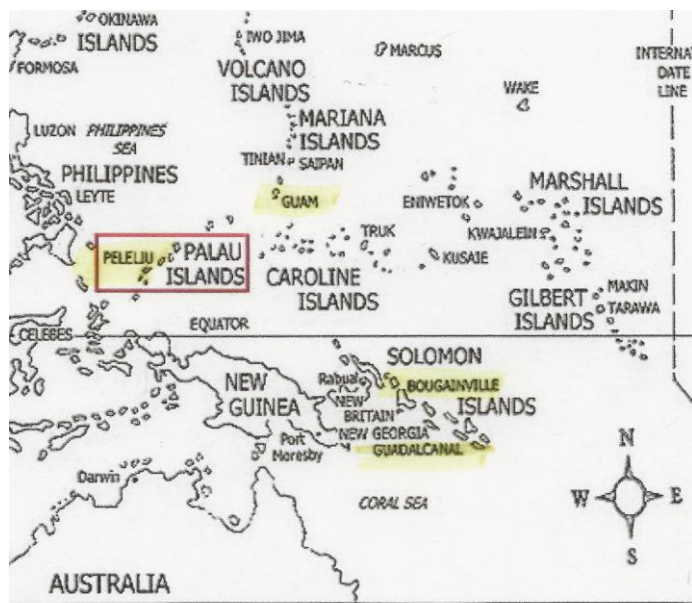 OKINAWA
ISLANDS
FORMOSA
IWO JIMA
VOLCANO
ISLANDS
MARCUS
INTERNAT
DATE
LINE
WAKE
MARIANA
ISLANDS
LUZON
PHILIPPINES
SEA
TINIAN
SAIPAN
PHILIPPINES
LEYTE
GUAM
ENIWETOK
MARSHALL
ISLANDS
KWAJALEIN
PELELIU
PALAU
ISLANDS
TRUK
KUSAIE
CAROLINE
ISLANDS
GILBERT
ISLANDS
MAKIN
TARAWA
CELEBES
EQUATOR
SOLOMON
ISLANDS
Rabual
BOUGAINVILLE
NEW
GUINEA
NEW
BRITAIN
NEW GEORGIA
GUADALCANAL
Port
Moresby
Darwin
CORAL SEA
N
W
E
S
AUSTRALIA